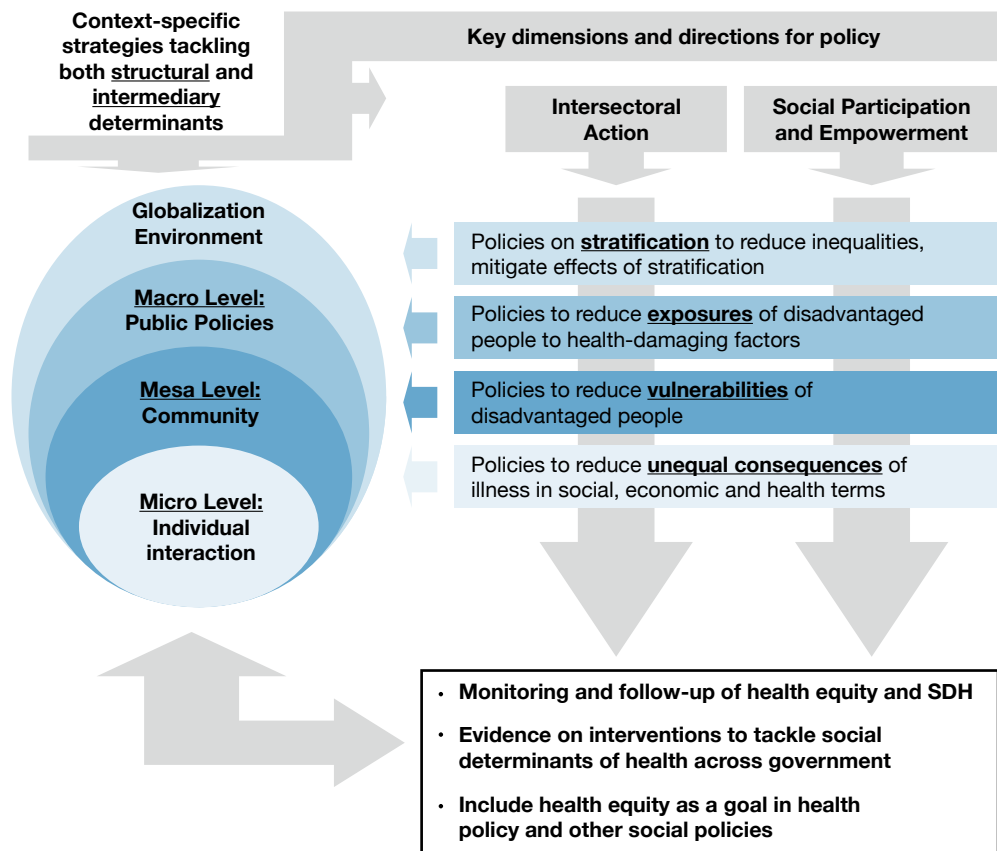 Context-specific
strategies tackling
both structural and
intermediary
determinants
Key dimensions and directions for policy
Intersectoral
Action
Social Participation
and Empowerment
Globalization
Environment
Macro Level:
Public Policies
Mesa Level:
Community
Micro Level:
Individual
interaction
Policies on stratification to reduce inequalities,
mitigate effects of stratification
Policies to reduce exposures of disadvantaged
people to health-damaging factors
Policies to reduce vulnerabilities of
disadvantaged people
Policies to reduce unequal consequences of
illness in social, economic and health terms
· Monitoring and follow-up of health equity and SDH
· Evidence on interventions to tackle social
determinants of health across government
· Include health equity as a goal in health
policy and other social policies